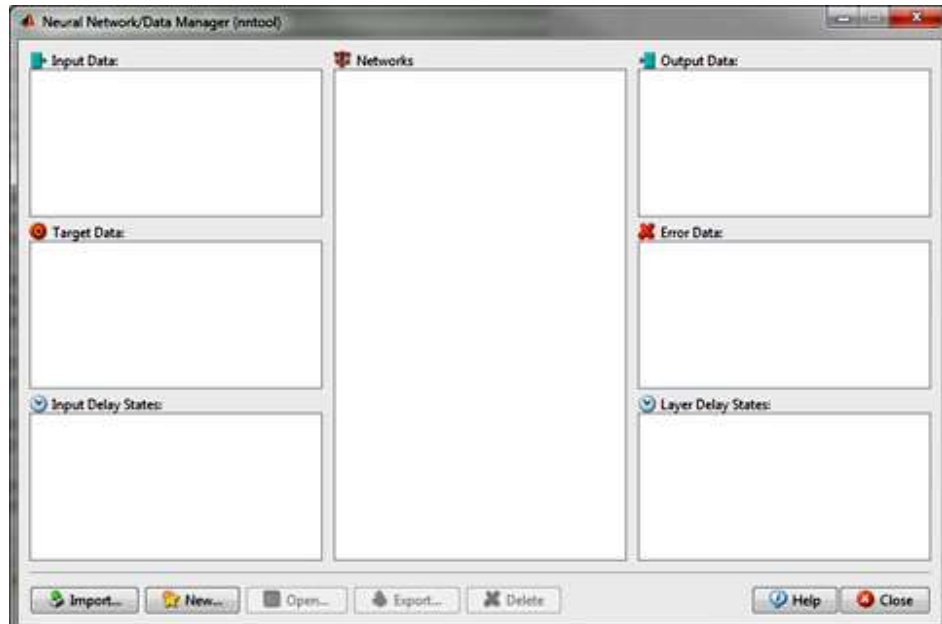 Neural Network/Data Manager (nntool)
Input Data:
Networks
Output Data:
Target Data:
Error Data:
Input Delay States:
Layer Delay States:
Import...
New...
Open...
Export...
Delete
Help
Close